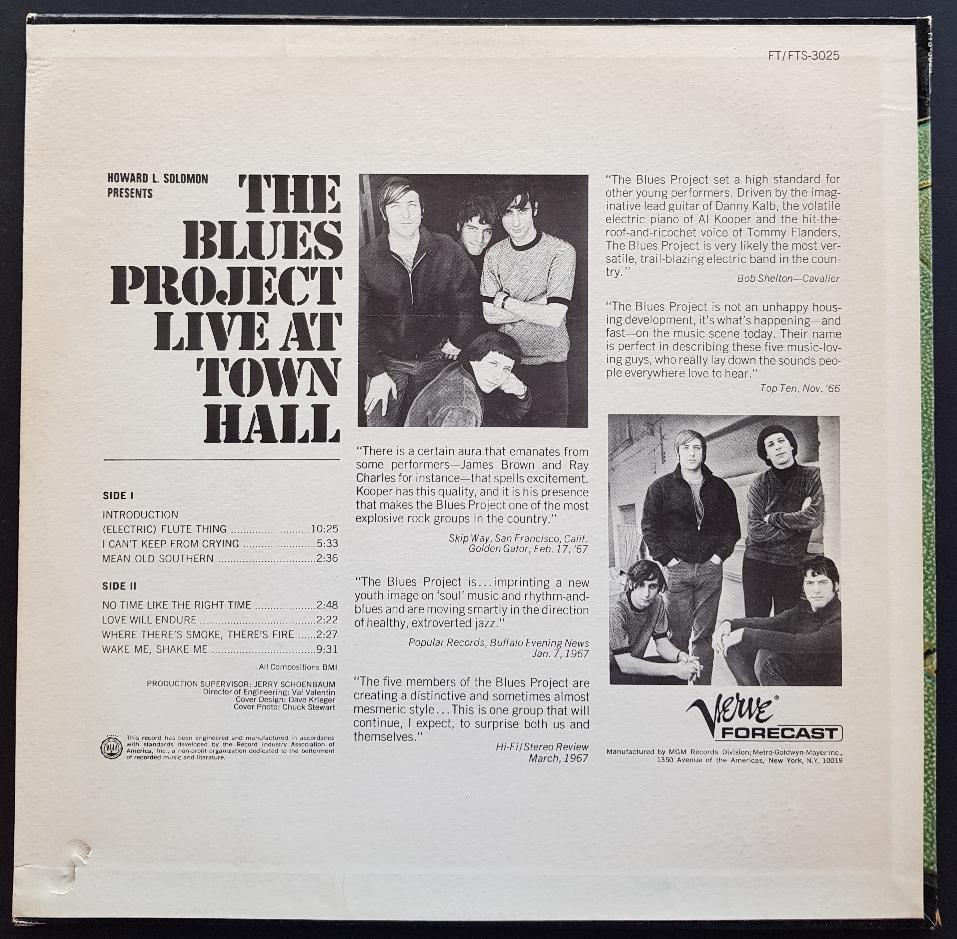 FT/FTS-3025
HOWARD L. SOLOMON
PRESENTS
THE
BLUES
PROJECT
LIVE AT
TOWN
HALL
SIDE I
INTRODUCTION
(ELECTRIC) FLUTE THING ....................10:25
I CAN'T KEEP FROM CRYING ....................5:33
MEAN OLD SOUTHERN ....................2:36
SIDE II
NO TIME LIKE THE RIGHT TIME ................2:48
LOVE WILL ENDURE ....................2:22
WHERE THERE'S SMOKE, THERE'S FIRE .....2:27
WAKE ME, SHAKE ME ....................9:31
All Compositions BMI
PRODUCTION SUPERVISOR: JERRY SCHOENBAUM
Director of Engineering: Val Valentin
Cover Design: Dave Krieger
Cover Photo: Chuck Stewart
This record has been engineered and manufactured in accordance
with standards developed by the Record Industry Association of
America, Inc., a non-profit organization dedicated to the betterment
of recorded music and literature.
"There is a certain aura that emanates from
some performers—James Brown and Ray
Charles for instance—that spells excitement.
Kooper has this quality, and it is his presence
that makes the Blues Project one of the most
explosive rock groups in the country."
Skip Way, San Francisco, Calif.
Golden Gator, Feb. 17, '67
"The Blues Project is...imprinting a new
youth image on 'soul' music and rhythm-and-
blues and are moving smartly in the direction
of healthy, extroverted jazz."
Popular Records, Buffalo Evening News
Jan. 7, 1967
"The five members of the Blues Project are
creating a distinctive and sometimes almost
mesmeric style...This is one group that will
continue, I expect, to surprise both us and
themselves."
Hi-Fi/Stereo Review
March, 1967
"The Blues Project set a high standard for
other young performers. Driven by the imag-
inative lead guitar of Danny Kalb, the volatile
electric piano of Al Kooper and the hit-the-
roof-and-ricochet voice of Tommy Flanders,
The Blues Project is very likely the most ver-
satile, trail-blazing electric band in the coun-
try."
Bob Shelton—Cavalier
"The Blues Project is not an unhappy hous-
ing development, it's what's happening—and
fast—on the music scene today. Their name
is perfect in describing these five music-lov-
ing guys, who really lay down the sounds peo-
ple everywhere love to hear."
Top Ten, Nov. '66
Verve®
FORECAST
Manufactured by MGM Records Division; Metro-Goldwyn-Mayer Inc.,
1350 Avenue of the Americas, New York, N.Y. 10019